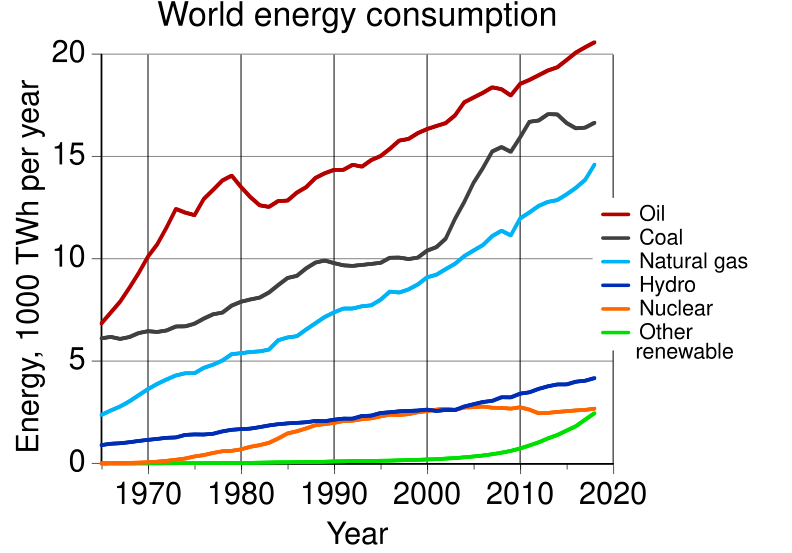 World energy consumption
Energy, 1000 TWh per year
20
15
10
5
0
1970 1980 1990 2000 2010 2020
Year
Oil
Coal
Natural gas
Hydro
Nuclear
Other
renewable